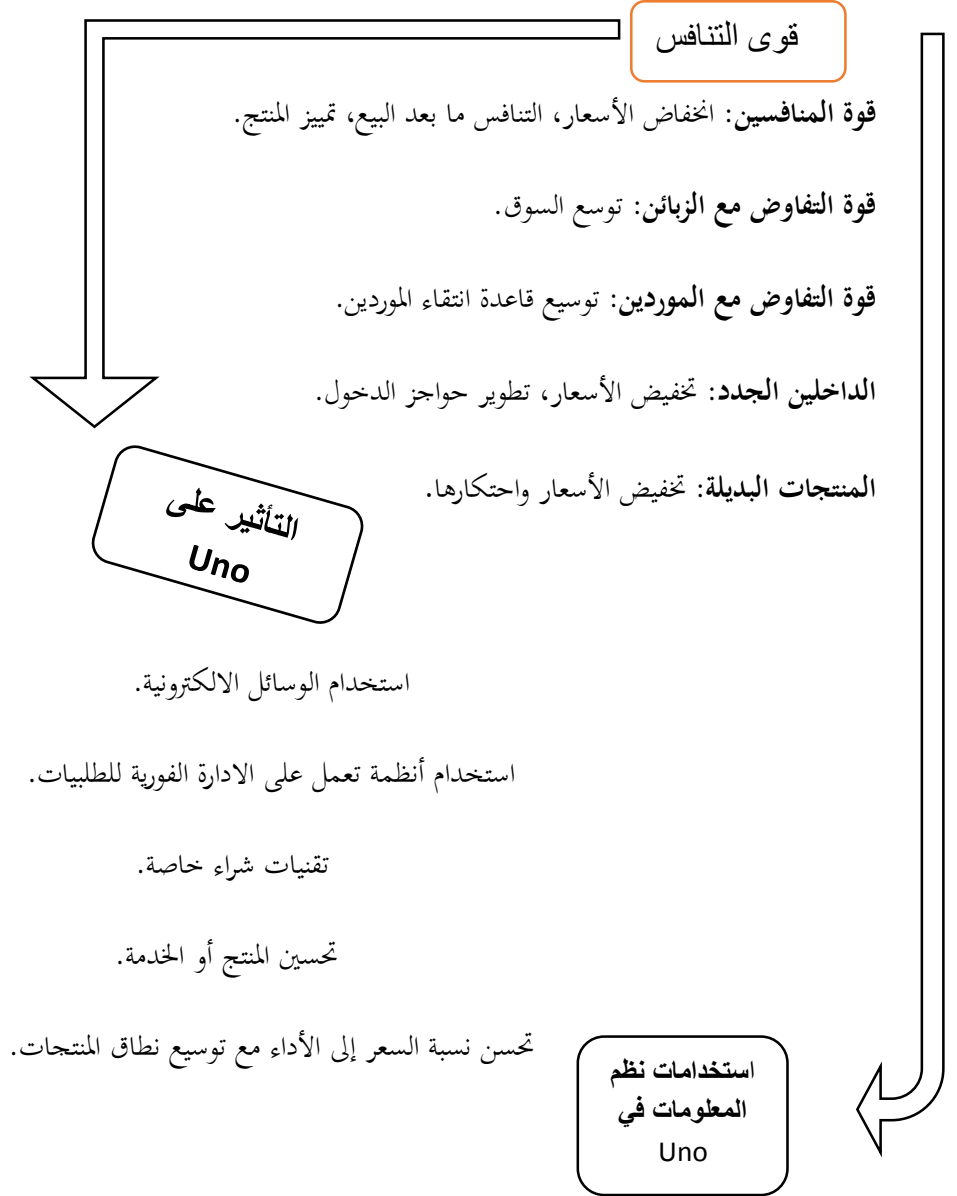 قوى التنافس
قوة المنافسين: انخفاض الأسعار، التنافس ما بعد البيع، تمييز المنتج.
قوة التفاوض مع الزبائن: توسع السوق.
قوة التفاوض مع الموردين: توسيع قاعدة انتقاء الموردين.
الداخلين الجدد: تخفيض الأسعار، تطوير حواجز الدخول.
المنتجات البديلة: تخفيض الأسعار واحتكارها.
التأثير على
Uno
استخدام الوسائل الالكترونية.
استخدام أنظمة تعمل على الادارة الفورية للطلبيات.
تقنيات شراء خاصة.
تحسين المنتج أو الخدمة.
تحسن نسبة السعر إلى الأداء مع توسيع نطاق المنتجات.
استخدامات نظم
المعلومات في
Uno